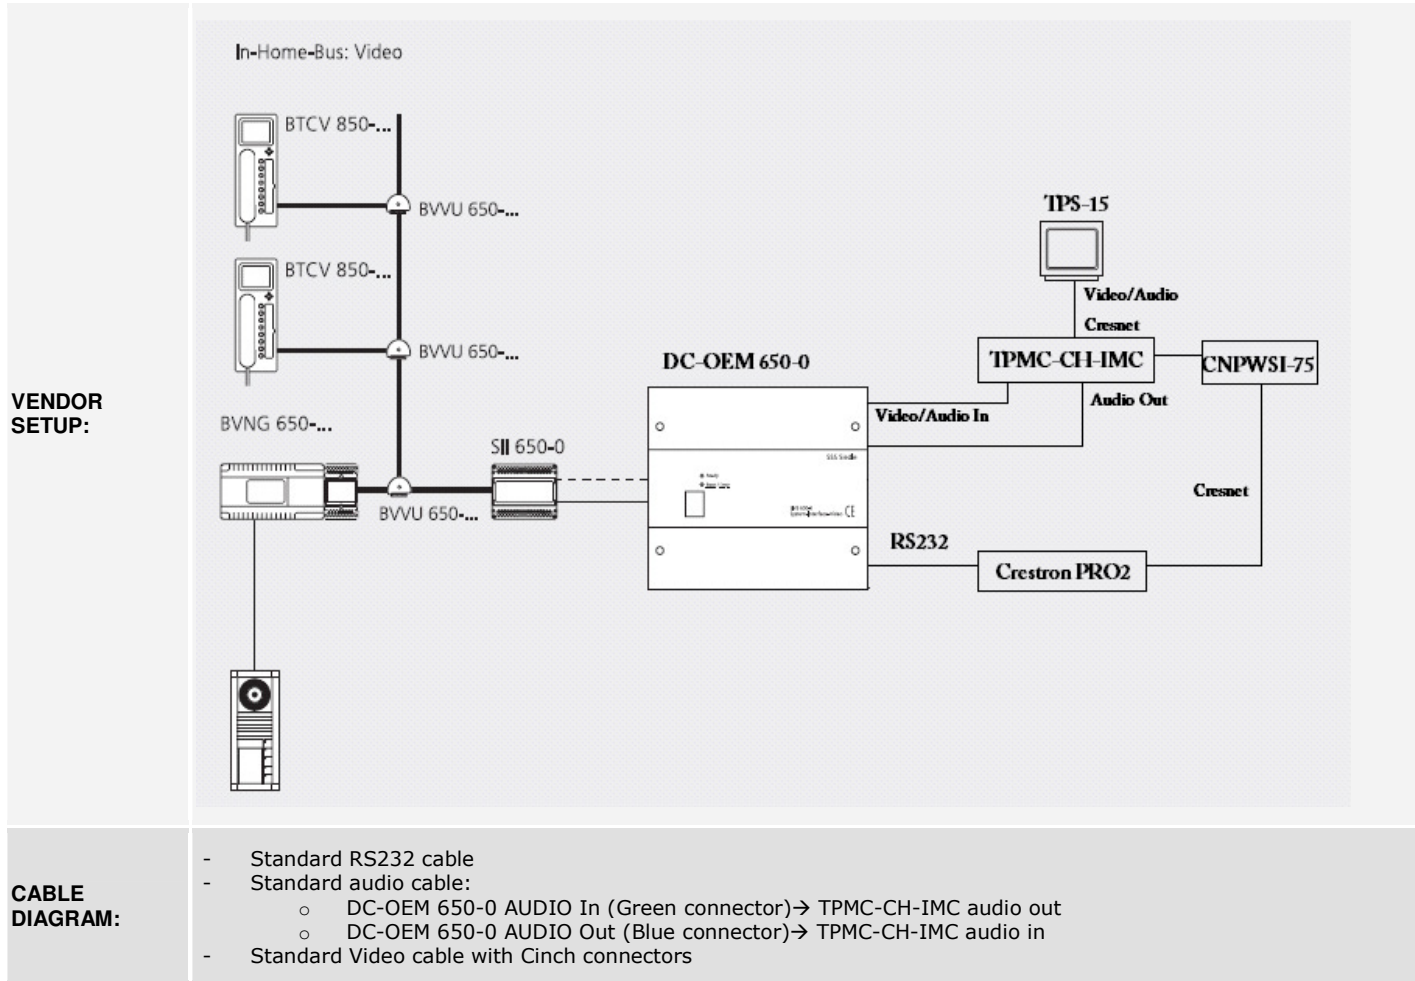 In-Home-Bus: Video
BTCV 850-...
BVVU 650-...
BTCV 850-...
BVVU 650-...
BVNG 650-...
SII 650-0
BVVU 650-...
DC-OEM 650-0
CE
TPS-15
Video/Audio
Cresnet
TPMC-CH-IMC
CNPWSI-75
Video/Audio In
Audio Out
Cresnet
RS232
Crestron PRO2
VENDOR
SETUP:
CABLE
DIAGRAM:
- Standard RS232 cable
- Standard audio cable:
o DC-OEM 650-0 AUDIO In (Green connector)→ TPMC-CH-IMC audio out
o DC-OEM 650-0 AUDIO Out (Blue connector)→ TPMC-CH-IMC audio in
- Standard Video cable with Cinch connectors